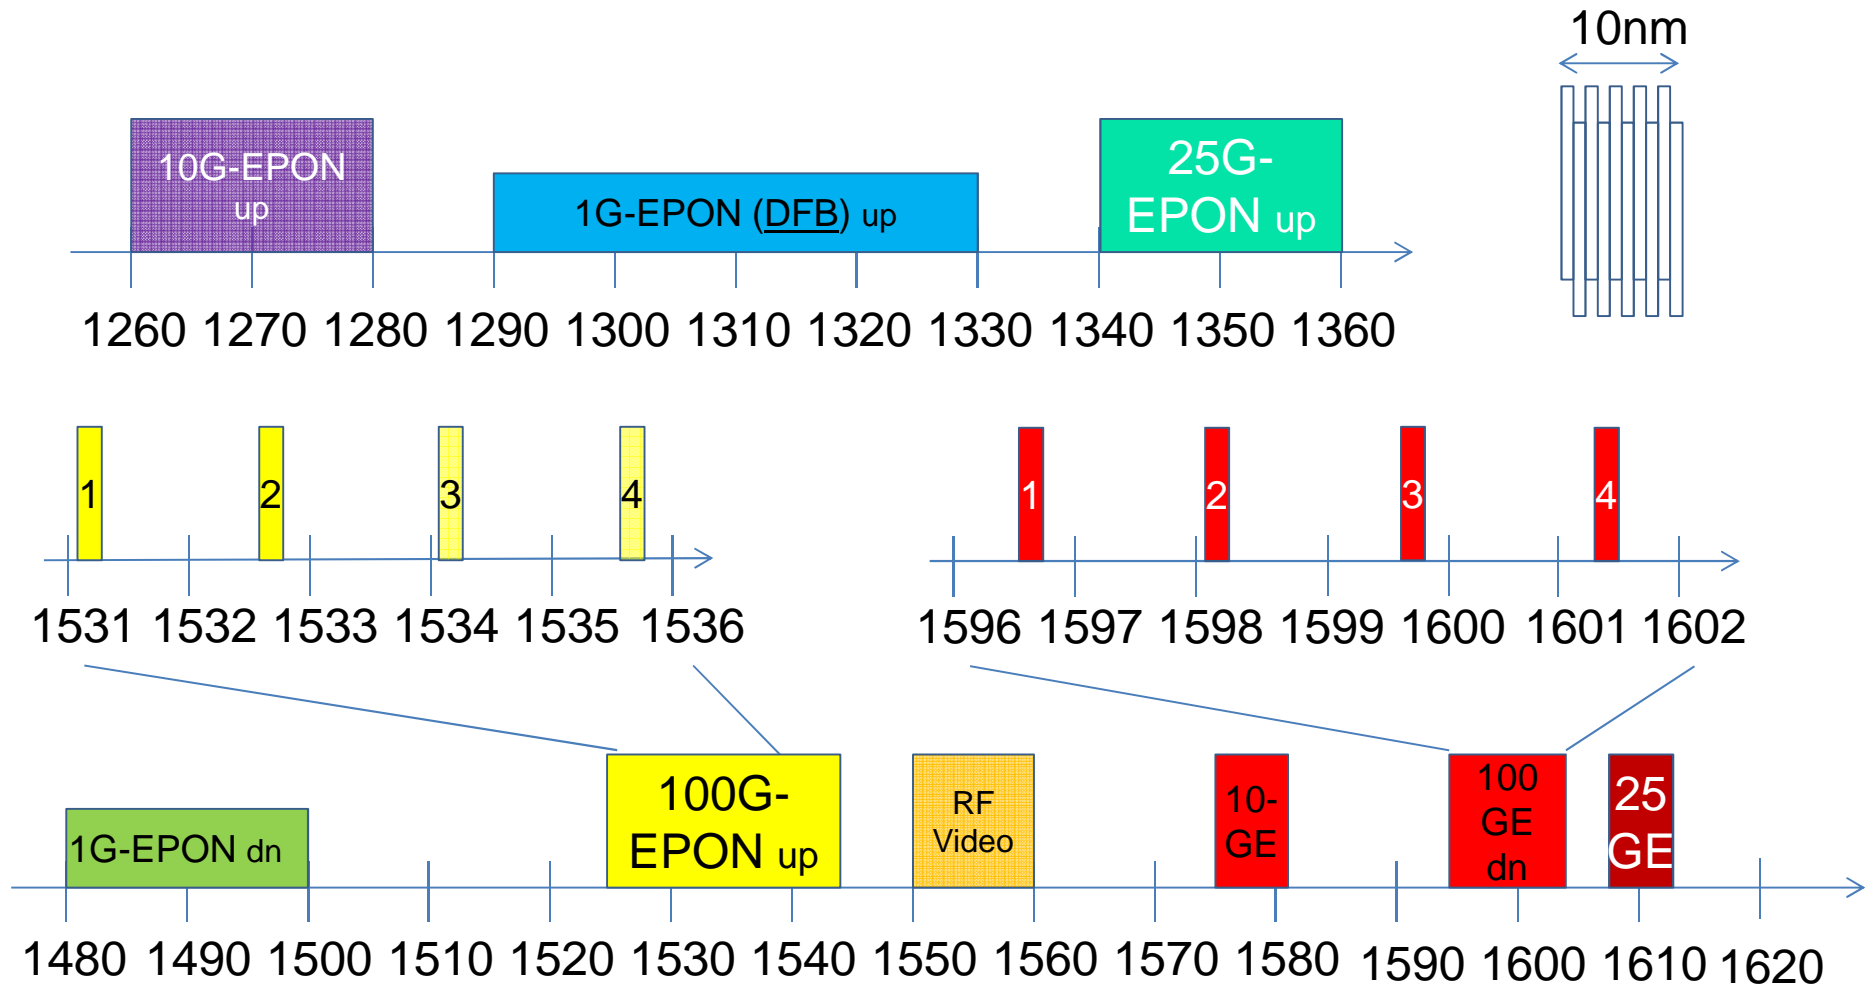 10nm
10G-EPON
up
1G-EPON (DFB) up
25G-
EPON up
1260 1270 1280 1290 1300 1310 1320 1330 1340 1350 1360
1 2 3 4
1531 1532 1533 1534 1535 1536
1 2 3 4
1596 1597 1598 1599 1600 1601 1602
1G-EPON dn
100G-
EPON up
RF
Video
10-
GE
100
GE
dn
25
GE
1480 1490 1500 1510 1520 1530 1540 1550 1560 1570 1580 1590 1600 1610 1620